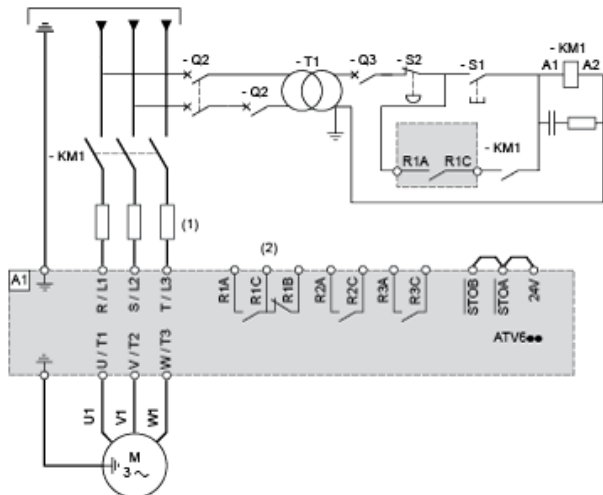 - Q2
- T1
- Q3
- S2
- S1
- KM1
A1
A2
- Q2
- KM1
R1A
R1C
- KM1
(1)
(2)
A1
R / L1
S / L2
T / L3
R1A
R1C
R1B
R2A
R2C
R3A
R3C
STOB
STOA
24V
ATV6●●
U / T1
V / T2
W / T3
U1
V1
W1
M
3 ~